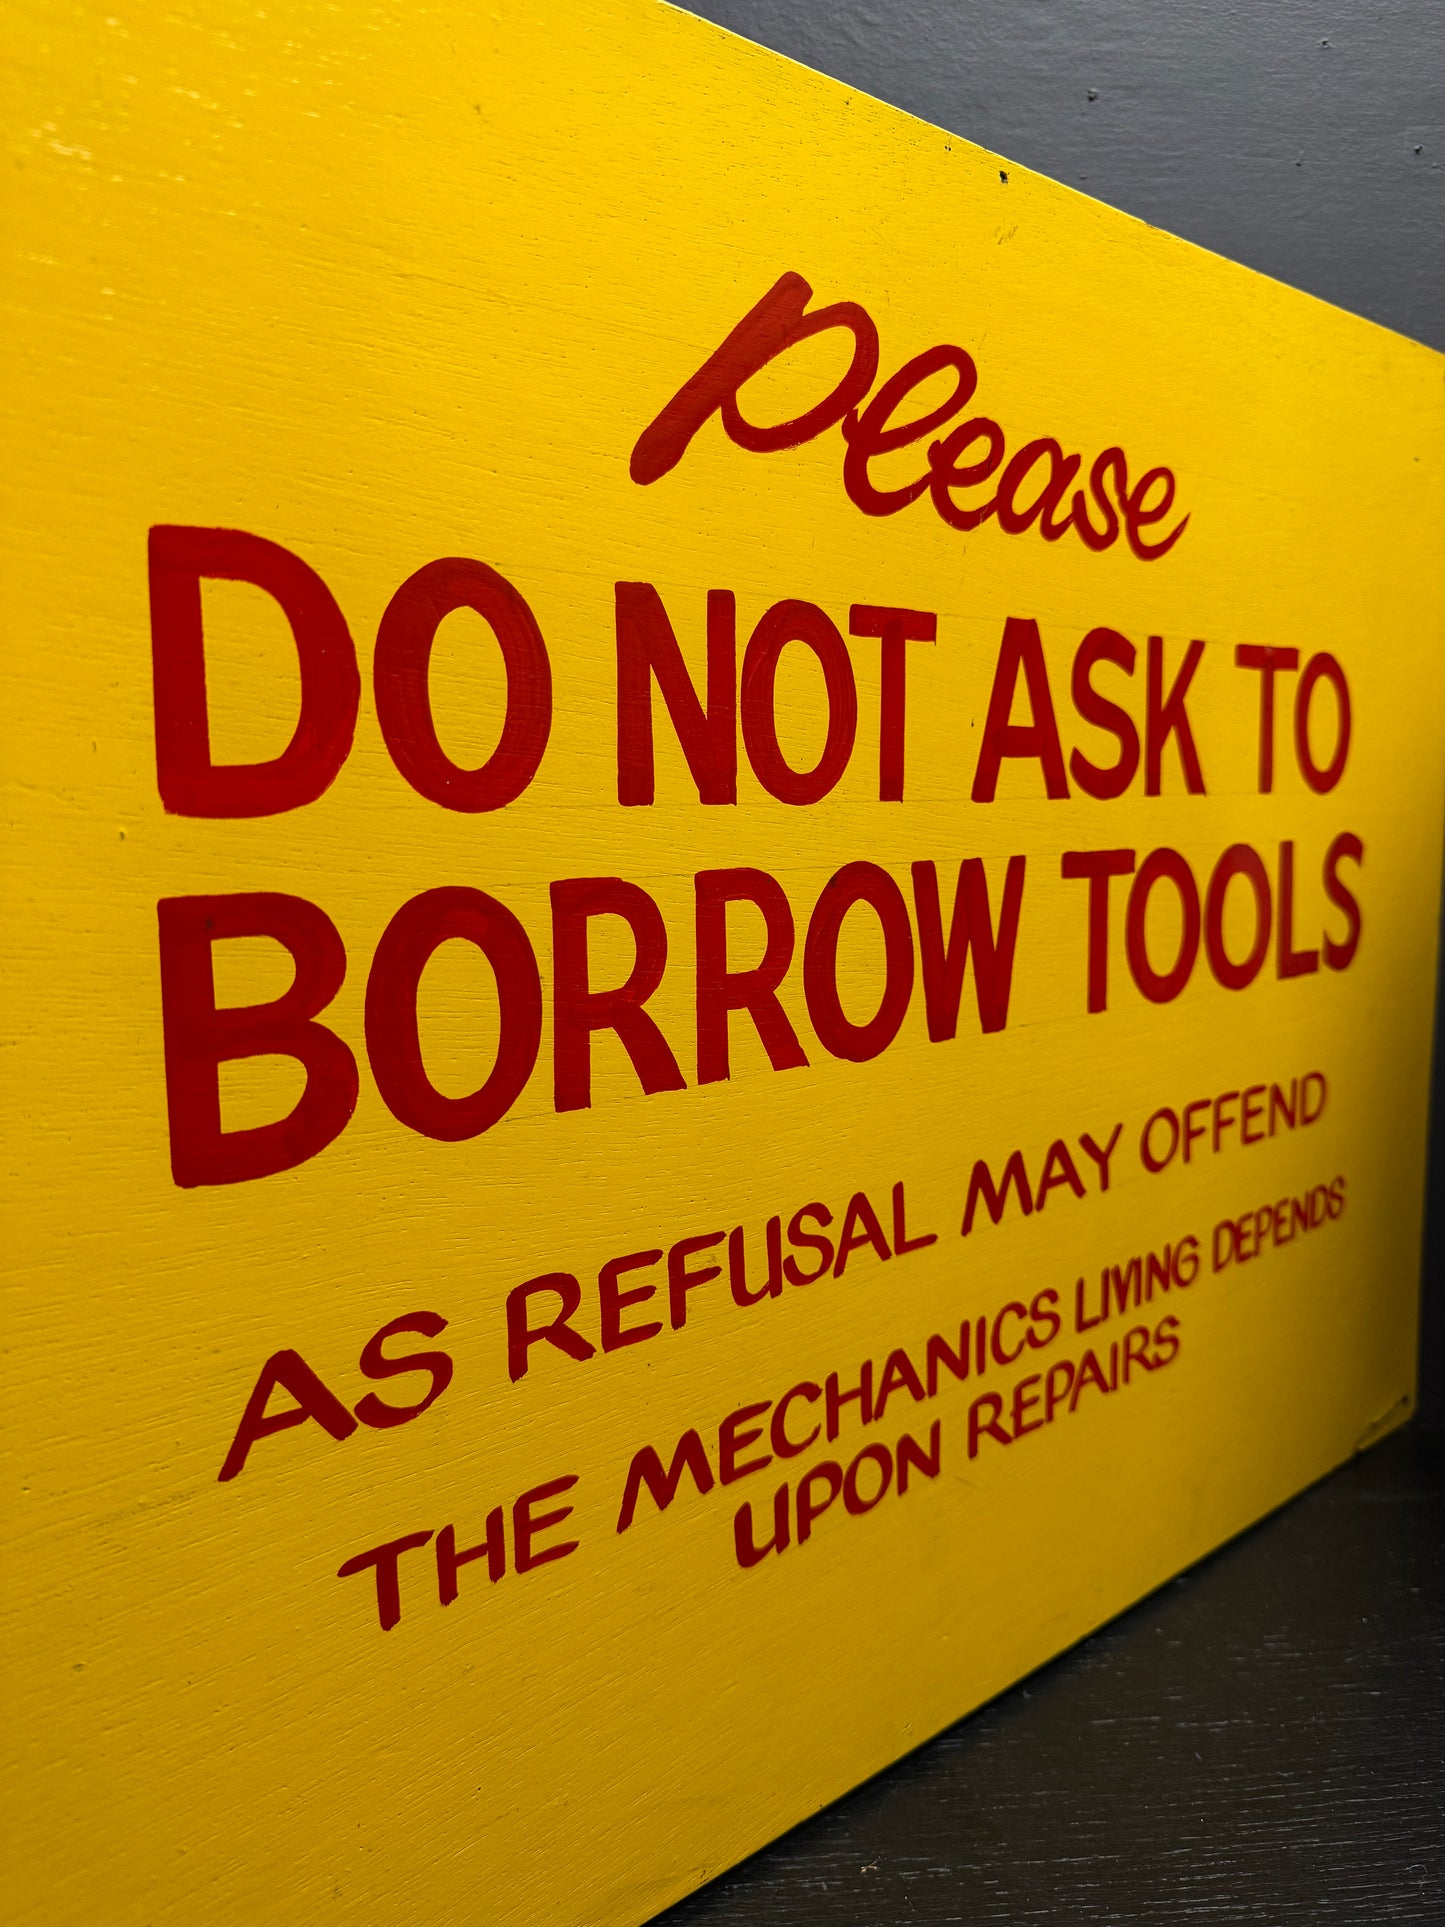 please
DO NOT ASK TO
BORROW TOOLS
AS REFUSAL MAY OFFEND
THE MECHANICS LIVING DEPENDS
UPON REPAIRS